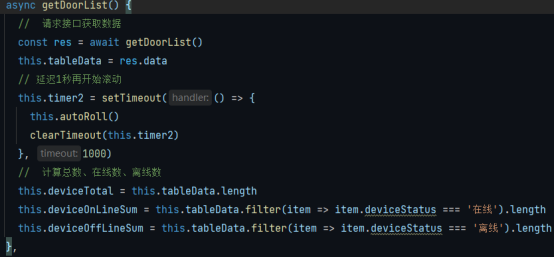 async getDoorList() {
// 请求接口获取数据
const res = await getDoorList()
this.tableData = res.data
// 延迟1秒再开始滚动
this.timer2 = setTimeout( handler: () => {
this.autoRoll()
clearTimeout(this.timer2)
}, timeout: 1000)
// 计算总数、在线数、离线数
this.deviceTotal = this.tableData.length
this.deviceOnLineSum = this.tableData.filter(item => item.deviceStatus === '在线').length
this.deviceOffLineSum = this.tableData.filter(item => item.deviceStatus === '离线').length
},